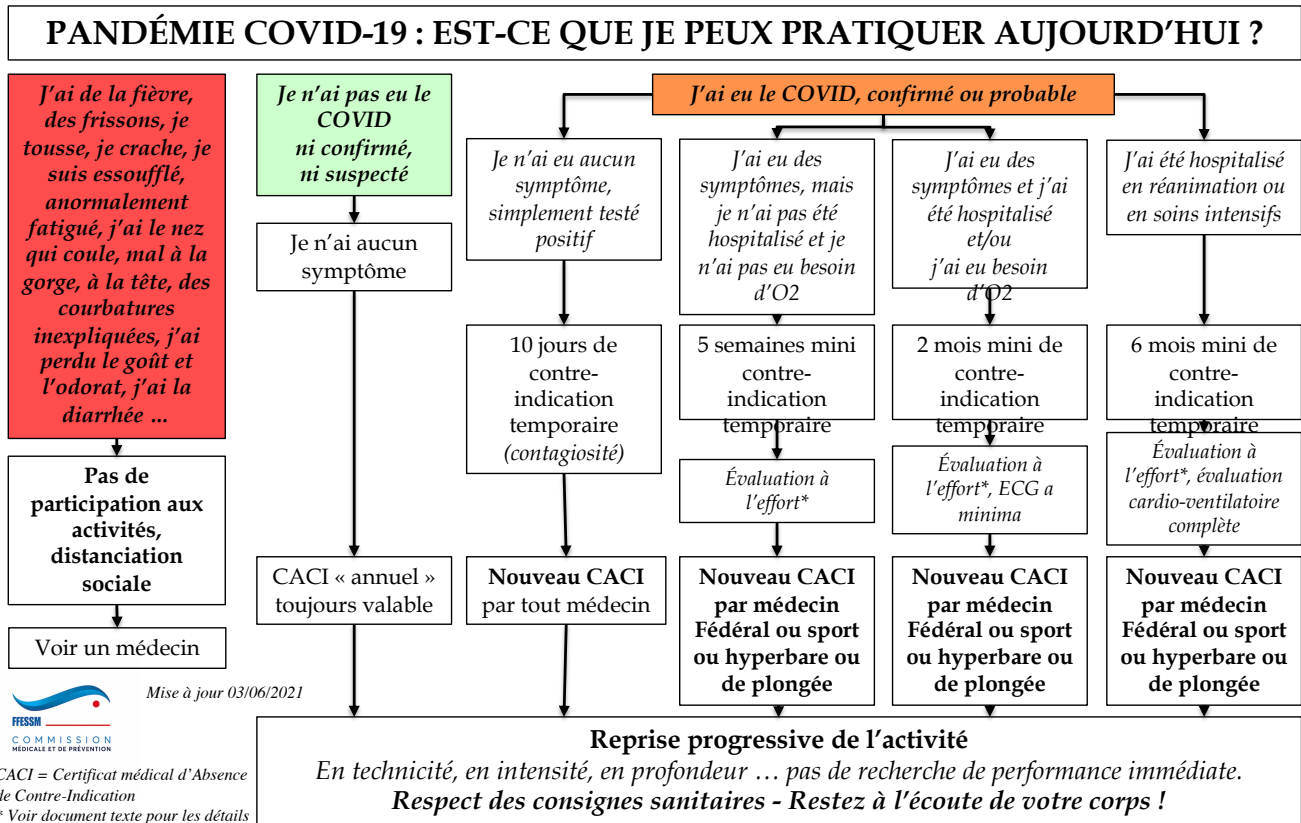 PANDÉMIE COVID-19 : EST-CE QUE JE PEUX PRATIQUER AUJOURD’HUI ?
J’ai de la fièvre,
des frissons, je
tousse, je crache, je
suis essoufflé,
anormalement
fatigué, j’ai le nez
qui coule, mal à la
gorge, à la tête, des
courbatures
inexpliquées, j’ai
perdu le goût et
l’odorat, j’ai la
diarrhée ...
Pas de
participation aux
activités,
distanciation
sociale
Voir un médecin
Je n’ai pas eu le
COVID
ni confirmé,
ni suspecté
Je n’ai aucun
symptôme
CACI « annuel »
toujours valable
J’ai eu le COVID, confirmé ou probable
Je n’ai eu aucun
symptôme,
simplement testé
positif
10 jours de
contre-
indication
temporaire
(contagiosité)
Nouveau CACI
par tout médecin
J’ai eu des
symptômes, mais
je n’ai pas été
hospitalisé et je
n’ai pas eu besoin
d’O2
5 semaines mini
contre-
indication
temporaire
Évaluation à
l’effort*
Nouveau CACI
par médecin
Fédéral ou sport
ou hyperbare ou
de plongée
J’ai eu des
symptômes et j’ai
été hospitalisé
et/ou
j’ai eu besoin
d’O2
2 mois mini de
contre-
indication
temporaire
Évaluation à
l’effort*, ECG a
minima
Nouveau CACI
par médecin
Fédéral ou sport
ou hyperbare ou
de plongée
J’ai été hospitalisé
en réanimation ou
en soins intensifs
6 mois mini de
contre-
indication
temporaire
Évaluation à
l’effort*, évaluation
cardio-ventilatoire
complète
Nouveau CACI
par médecin
Fédéral ou sport
ou hyperbare ou
de plongée
Reprise progressive de l’activité
En technicité, en intensité, en profondeur … pas de recherche de performance immédiate.
Respect des consignes sanitaires - Restez à l’écoute de votre corps !
Mise à jour 03/06/2021
FFESSM
COMMISSION
MÉDICALE ET DE PRÉVENTION
CACI = Certificat médical d’Absence
de Contre-Indication
* Voir document texte pour les détails